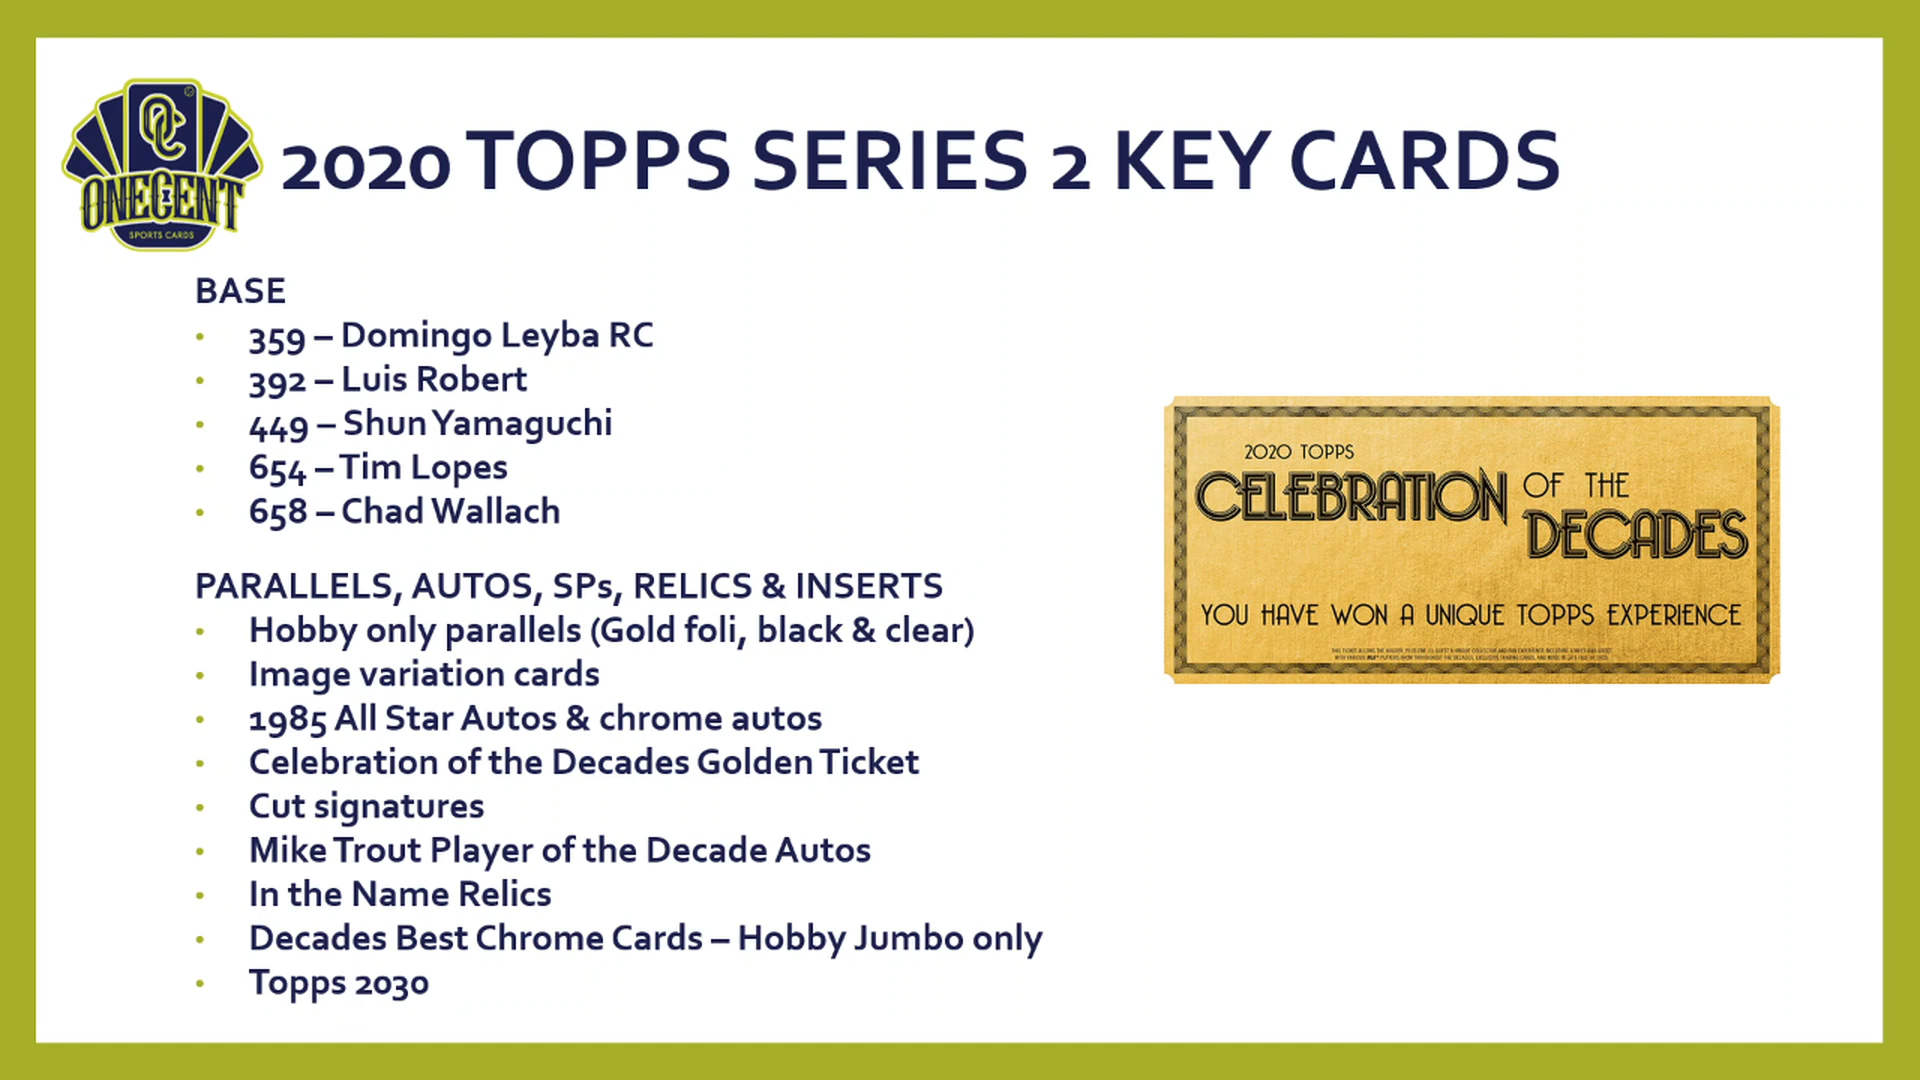 OC
ONECENT
SPORTS CARDS
2020 TOPPS SERIES 2 KEY CARDS
BASE
• 359 – Domingo Leyba RC
• 392 – Luis Robert
• 449 – Shun Yamaguchi
• 654 – Tim Lopes
• 658 – Chad Wallach
PARALLELS, AUTOS, SPs, RELICS & INSERTS
• Hobby only parallels (Gold foli, black & clear)
• Image variation cards
• 1985 All Star Autos & chrome autos
• Celebration of the Decades Golden Ticket
• Cut signatures
• Mike Trout Player of the Decade Autos
• In the Name Relics
• Decades Best Chrome Cards – Hobby Jumbo only
• Topps 2030
2020 TOPPS
CELEBRATION OF THE
DECADES
YOU HAVE WON A UNIQUE TOPPS EXPERIENCE